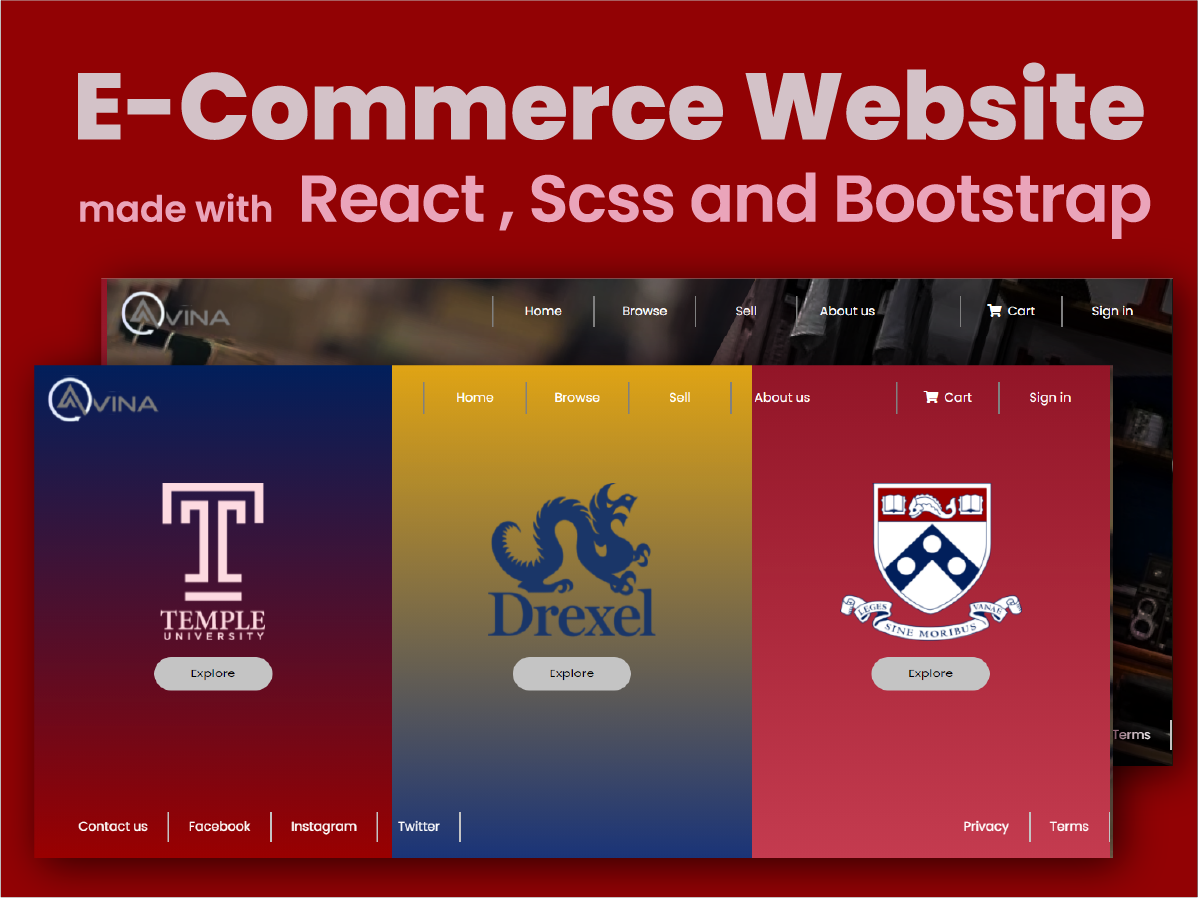 E-Commerce Website
made with React , Scss and Bootstrap
AVINA
Home Browse Sell About us Cart Sign in
AVINA
Home Browse Sell About us Cart Sign in
TEMPLE
UNIVERSITY
Drexel
LEGES SINE MORIBUS VANAE
Explore Explore Explore
Terms
Contact us Facebook Instagram Twitter Privacy Terms